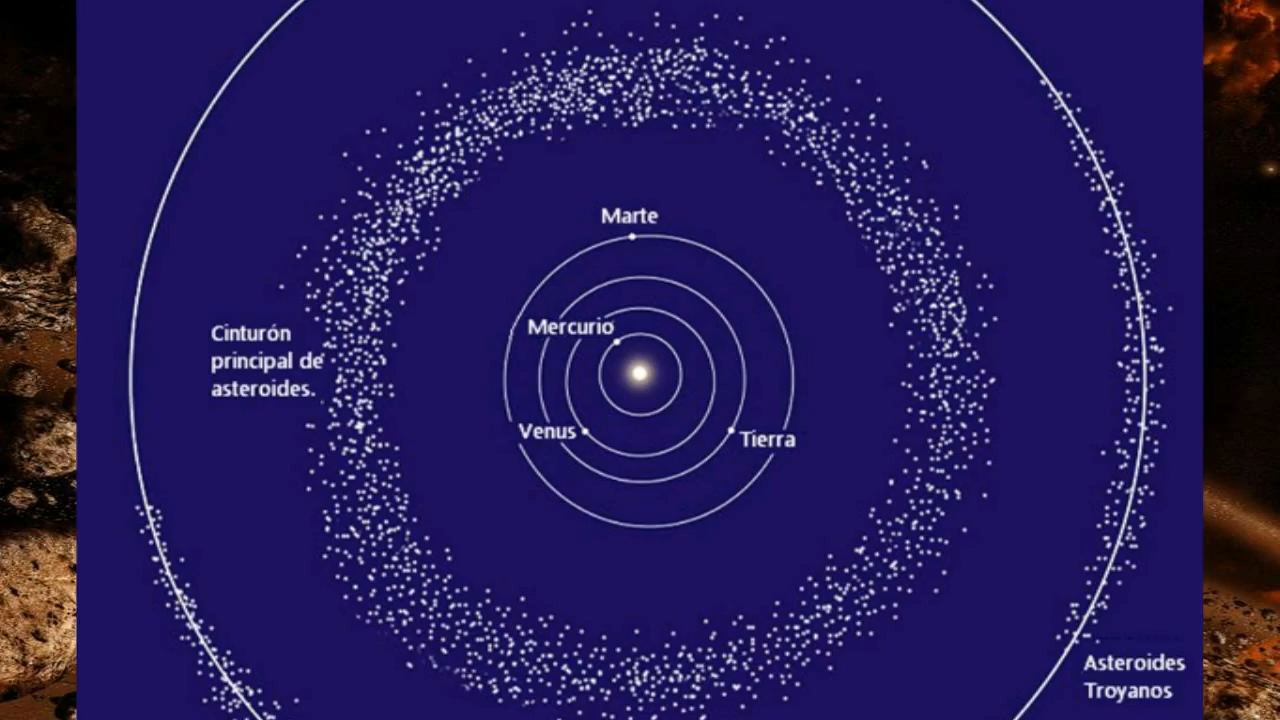 Marte
Mercurio
Cinturón
principal de
asteroides.
Venus
Tierra
Asteroides
Troyanos